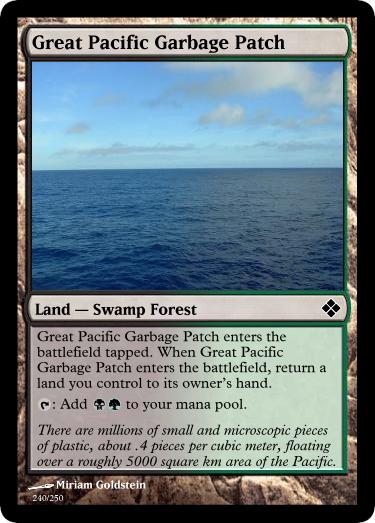 Great Pacific Garbage Patch
Land — Swamp Forest
Great Pacific Garbage Patch enters the
battlefield tapped. When Great Pacific
Garbage Patch enters the battlefield, return a
land you control to its owner's hand.
: Add to your mana pool.
There are millions of small and microscopic pieces
of plastic, about .4 pieces per cubic meter, floating
over a roughly 5000 square km area of the Pacific.
Miriam Goldstein
240/250